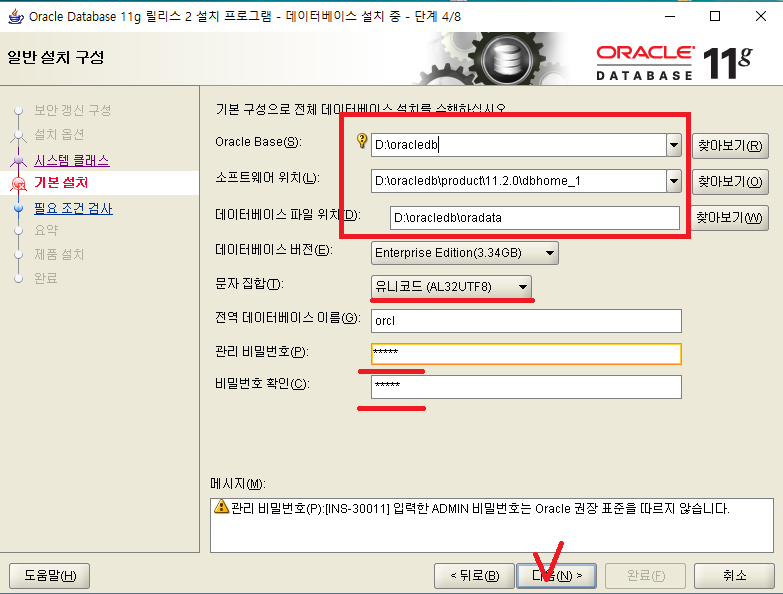 Oracle Database 11g 릴리스 2 설치 프로그램 - 데이터베이스 설치 중 - 단계 4/8
일반 설치 구성
ORACLE
DATABASE 11g
보안 갱신 구성
설치 옵션
시스템 클래스
기본 설치
필요 조건 검사
요약
제품 설치
완료
기본 구성으로 전체 데이터베이스 설치를 수행하십시오
Oracle Base(S): D:\oracledb 찾아보기(R)
소프트웨어 위치(L): D:\oracledb\product\11.2.0\dbhome_1 찾아보기(O)
데이터베이스 파일 위치(D): D:\oracledb\oradata 찾아보기(W)
데이터베이스 버전(E): Enterprise Edition(3.34GB)
문자 집합(T): 유니코드 (AL32UTF8)
전역 데이터베이스 이름(G): orcl
관리 비밀번호(P): *****
비밀번호 확인(C): *****
메시지(M):
관리 비밀번호(P):[INS-30011] 입력한 ADMIN 비밀번호는 Oracle 권장 표준을 따르지 않습니다.
도움말(H) < 뒤로(B) 다음(N) > 완료(F) 취소